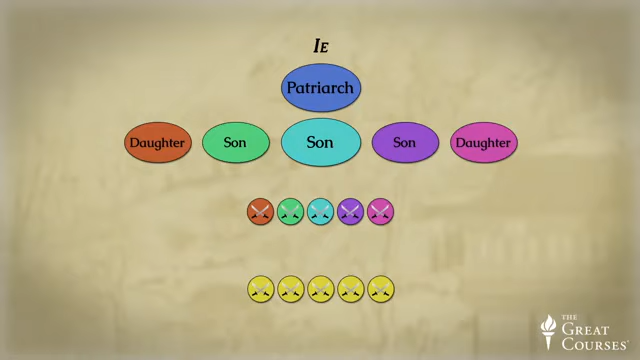 IE
Patriarch
Daughter Son Son Son Daughter
THE
GREAT
COURSES®